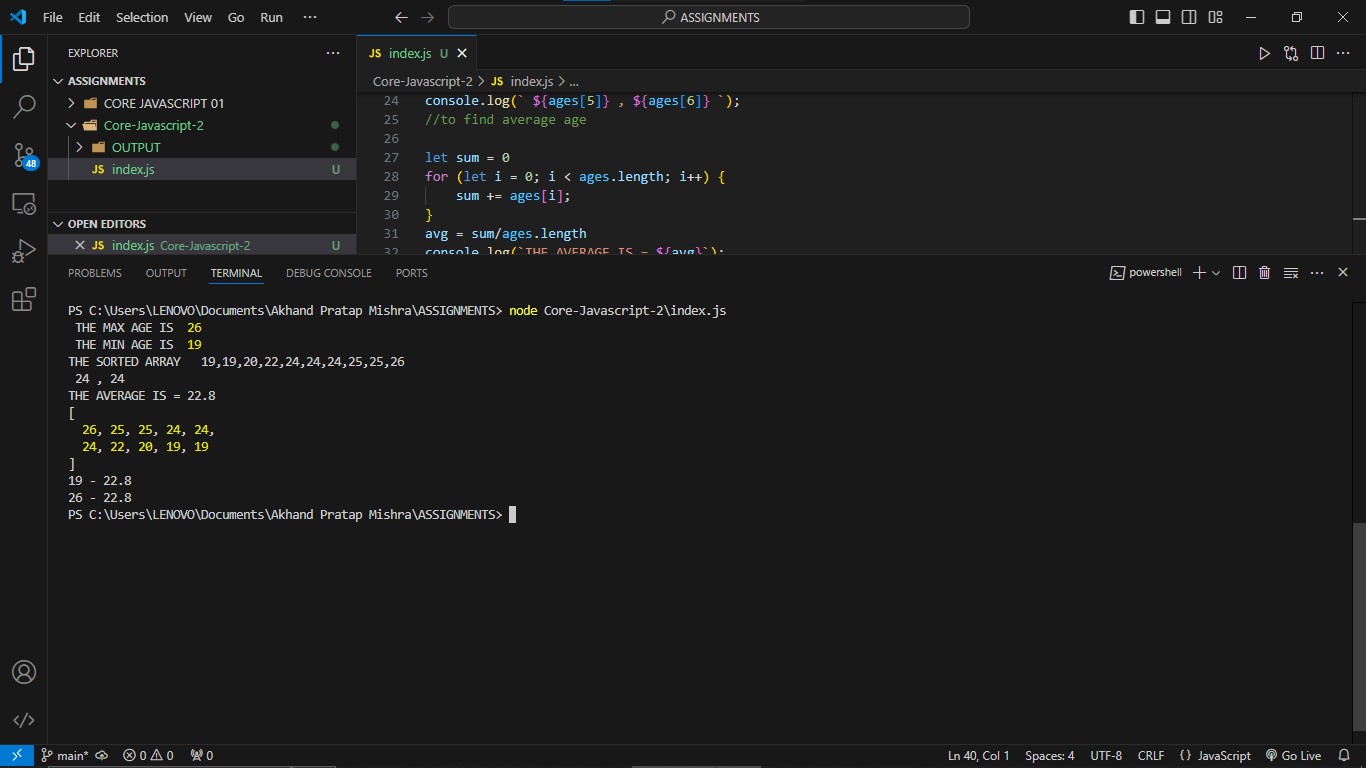 File Edit Selection View Go Run ··· ASSIGNMENTS
EXPLORER ···
JS index.js U
ASSIGNMENTS
Core-Javascript-2 > JS index.js > ...
CORE JAVASCRIPT 01
Core-Javascript-2
OUTPUT
48
JS index.js U
OPEN EDITORS
JS index.js Core-Javascript-2 U
24 console.log(` ${ages[5]} , ${ages[6]} `);
25 //to find average age
26
27 let sum = 0
28 for (let i = 0; i < ages.length; i++) {
29 sum += ages[i];
30 }
31 avg = sum/ages.length
32 console.log(`THE AVERAGE IS = ${avg}`);
PROBLEMS OUTPUT TERMINAL DEBUG CONSOLE PORTS powershell
PS C:\Users\LENOVO\Documents\Akhand Pratap Mishra\ASSIGNMENTS> node Core-Javascript-2\index.js
THE MAX AGE IS 26
THE MIN AGE IS 19
THE SORTED ARRAY 19,19,20,22,24,24,24,25,25,26
24 , 24
THE AVERAGE IS = 22.8
[
26, 25, 25, 24, 24,
24, 22, 20, 19, 19
]
19 - 22.8
26 - 22.8
PS C:\Users\LENOVO\Documents\Akhand Pratap Mishra\ASSIGNMENTS>
main* 0 0 0 Ln 40, Col 1 Spaces: 4 UTF-8 CRLF {} JavaScript Go Live